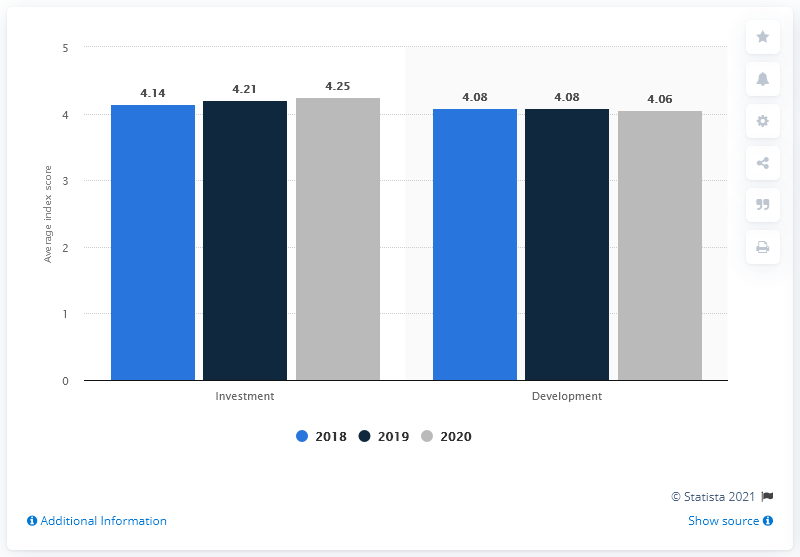 5
4
3
2
1
0
Average index score
4.14
4.21
4.25
4.08
4.08
4.06
Investment
Development
2018
2019
2020
© Statista 2021
Additional Information
Show source